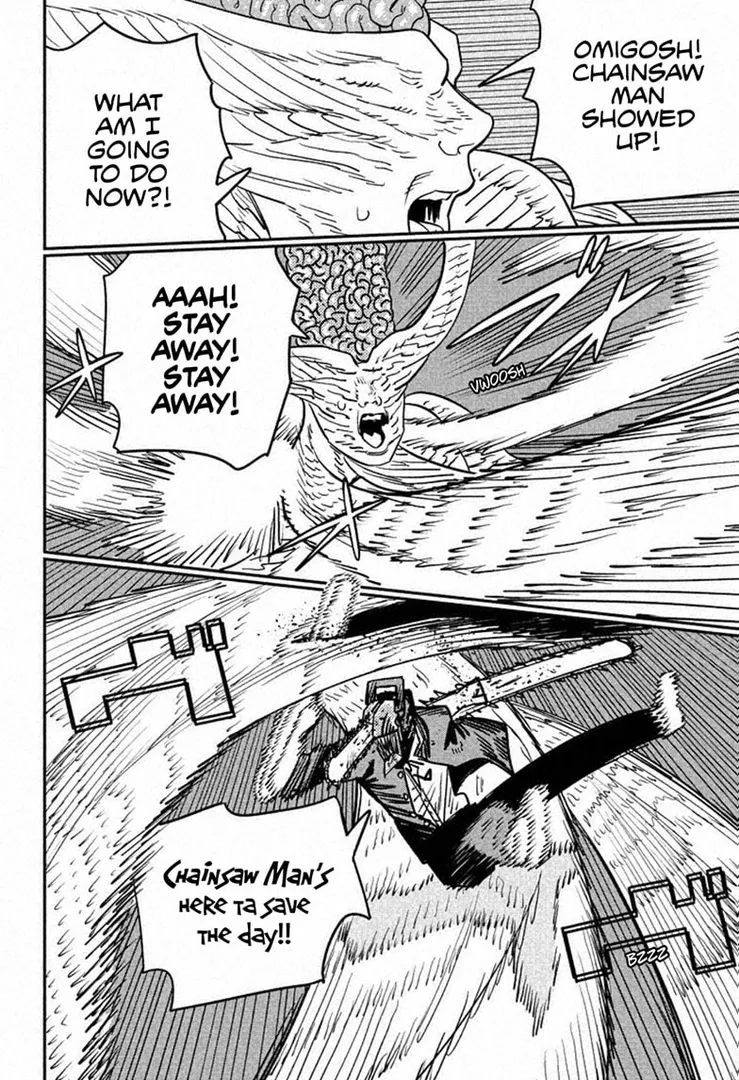 OMIGOSH!
CHAINSAW
MAN
SHOWED
UP!
WHAT
AM I
GOING
TO DO
NOW?!
AAAH!
STAY
AWAY!
STAY
AWAY!
VWOOSH
CHAINSAW MAN'S
HERE TA SAVE
THE DAY!!
BZZZ